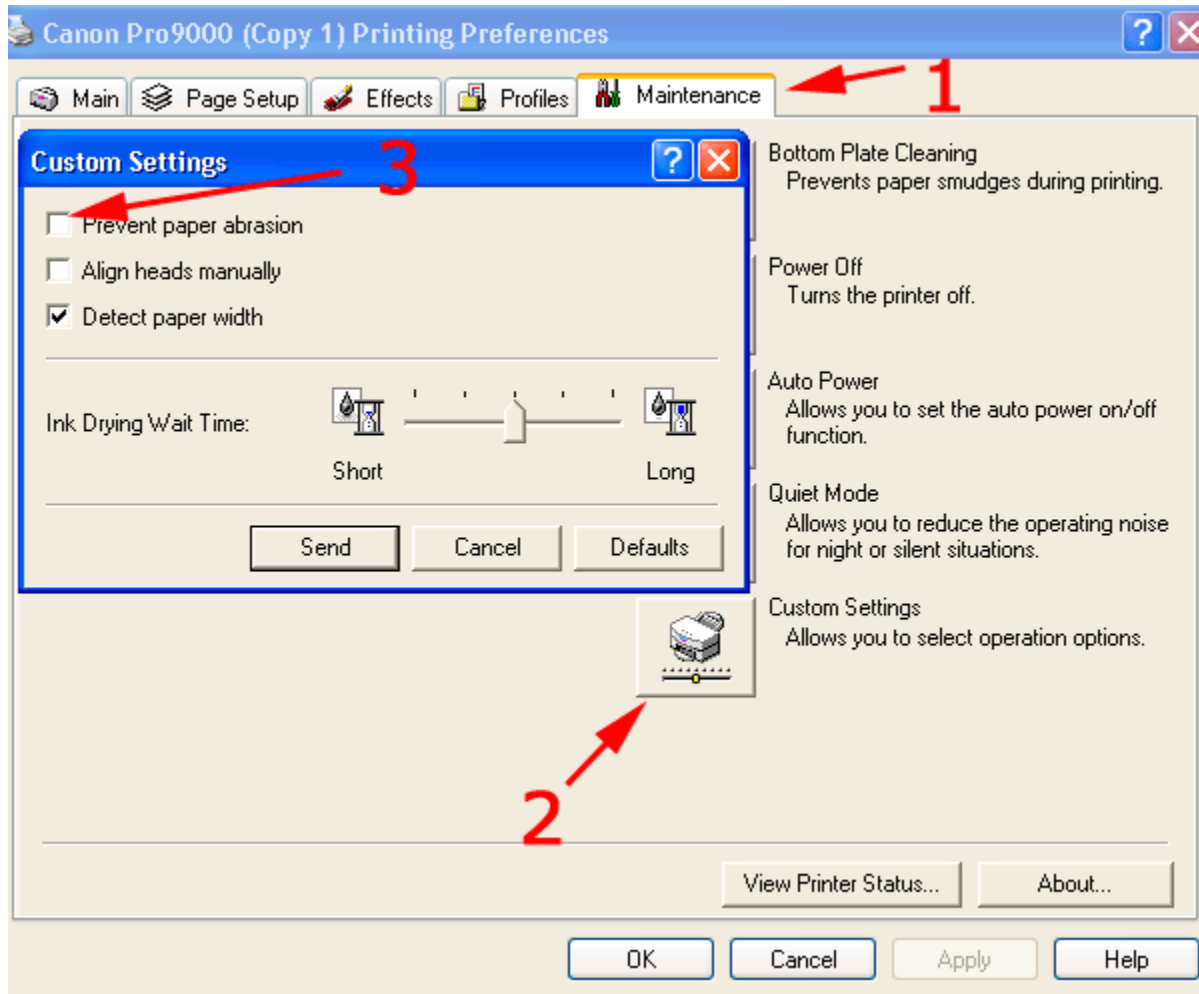 Canon Pro9000 (Copy 1) Printing Preferences
Main Page Setup Effects Profiles Maintenance
1
Custom Settings
3
Prevent paper abrasion
Align heads manually
Detect paper width
Ink Drying Wait Time:
Short Long
Send Cancel Defaults
Bottom Plate Cleaning
Prevents paper smudges during printing.
Power Off
Turns the printer off.
Auto Power
Allows you to set the auto power on/off
function.
Quiet Mode
Allows you to reduce the operating noise
for night or silent situations.
Custom Settings
Allows you to select operation options.
2
View Printer Status... About...
OK Cancel Apply Help